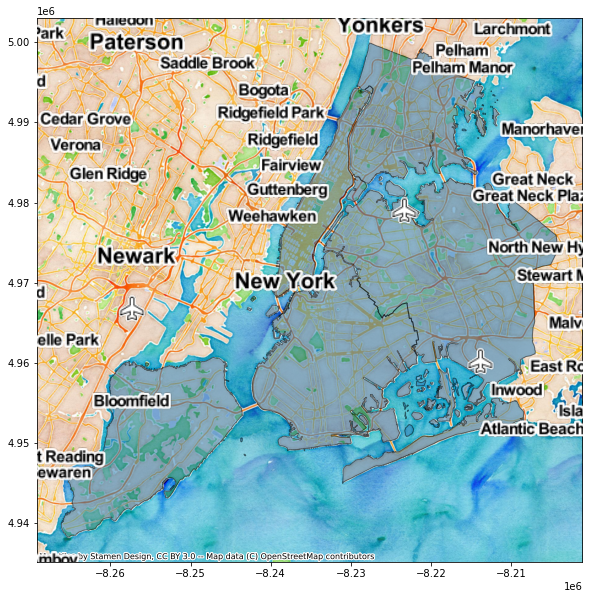 1e6
Haledon
Park
Paterson
Yonkers
Larchmont
Pelham
Saddle Brook
Pelham Manor
d
Bogota
Cedar Grove
Ridgefield Park
Manorhaven
Verona
Ridgefield
Glen Ridge
Fairview
Great Neck
Guttenberg
Great Neck Plaz
Weehawken
Newark
North New Hy
New York
Stewart M
d
Malv
elle Park
East Ro
Inwood
Bloomfield
Isla
Atlantic Beach
t Reading
ewaren
mboy
by Stamen Design, CC BY 3.0 -- Map data (C) OpenStreetMap contributors
5.00
4.99
4.98
4.97
4.96
4.95
4.94
−8.26
−8.25
−8.24
−8.23
−8.22
−8.21
1e6